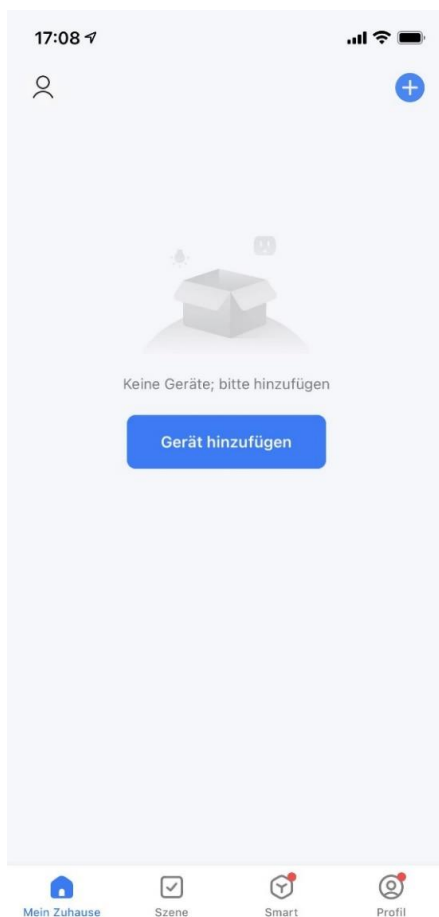 17:08
Keine Geräte; bitte hinzufügen
Gerät hinzufügen
Mein Zuhause
Szene
Smart
Profil